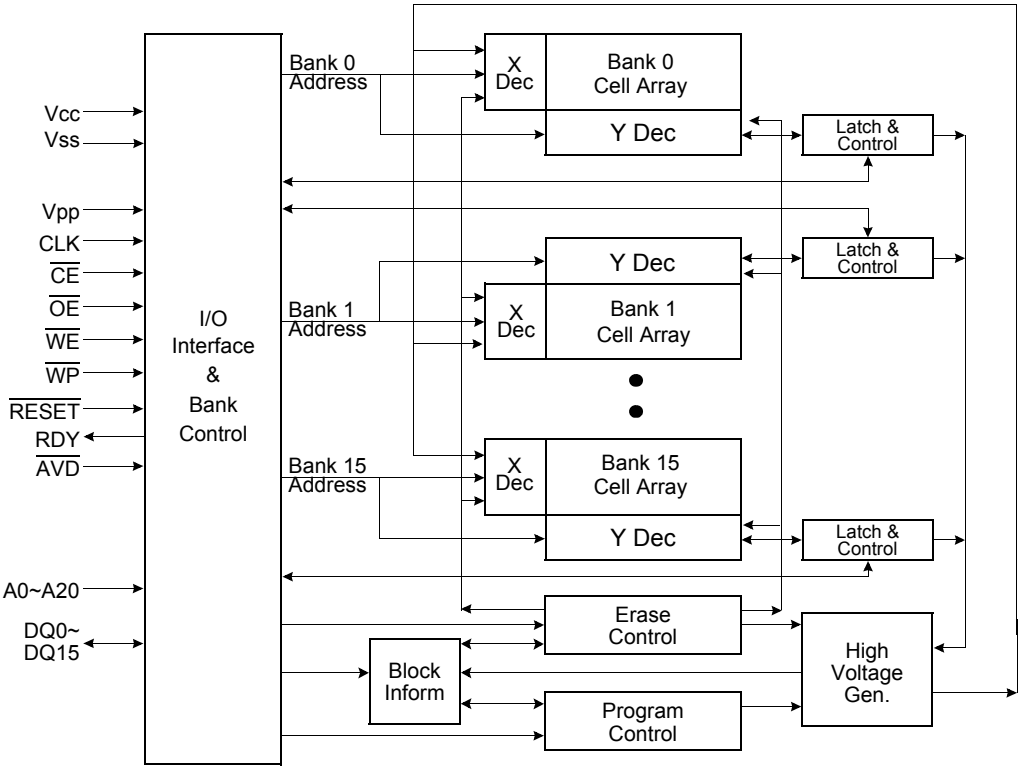 Vcc
Vss
Vpp
CLK
CE
OE
WE
WP
RESET
RDY
AVD
A0~A20
DQ0~
DQ15
I/O
Interface
&
Bank
Control
Bank 0
Address
X
Dec
Bank 0
Cell Array
Y Dec
Latch &
Control
Bank 1
Address
Y Dec
X
Dec
Bank 1
Cell Array
Latch &
Control
Bank 15
Address
X
Dec
Bank 15
Cell Array
Y Dec
Latch &
Control
Erase
Control
Block
Inform
Program
Control
High
Voltage
Gen.